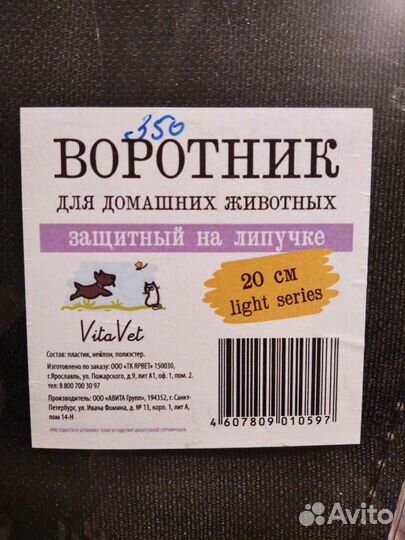 350
ВОРОТНИК
ДЛЯ ДОМАШНИХ ЖИВОТНЫХ
защитный на липучке
20 см
light series
VitaVet
Состав: пластик, нейлон, полиэстер.
Изготовлено по заказу: ООО «ТК ЯРВЕТ» 150030,
г.Ярославль, ул. Пожарского, д.9, лит А1, оф. 1, пом. 2.
тел: 8 800 700 30 97
Производитель: ООО «АВИТА Групп», 194352, г. Санкт-
Петербург, ул. Ивана Фомина, д. № 13, корп. 1, лит А,
пом 14-Н
4 607809 010597
Avito